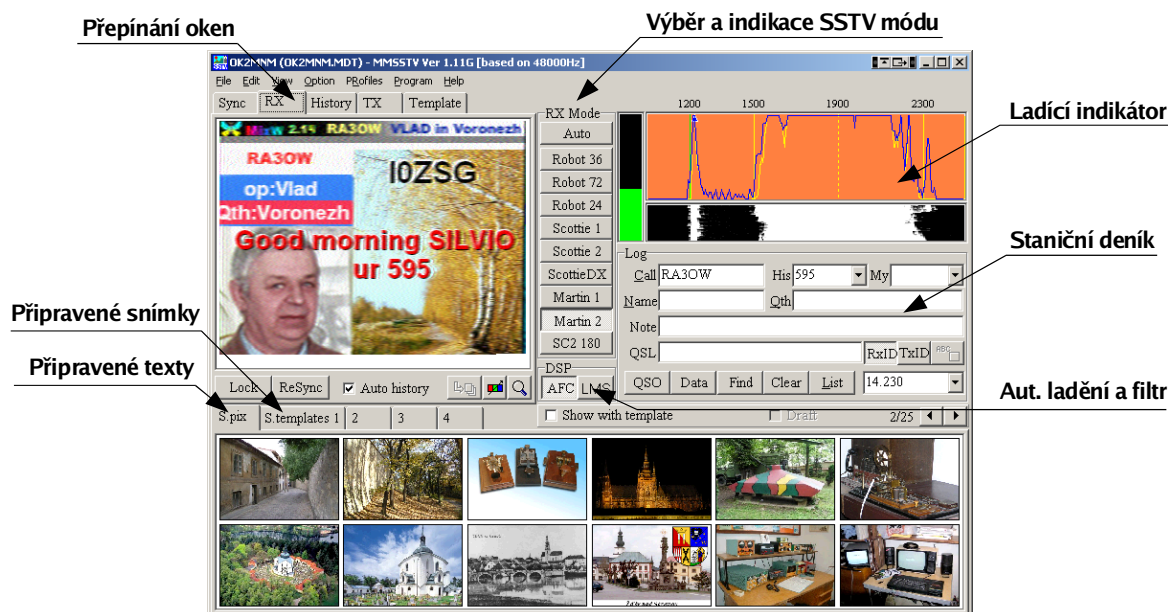 Přepínání oken
Výběr a indikace SSTV módu
OK2MNM (OK2MNM.MDT) - MMSSTV Ver 1.11G [based on 48000Hz]
File Edit View Option PRofiles Program Help
Sync RX History TX Template
RX Mode
1200 1500 1900 2300
Ladící indikátor
MixW 2.14 RA3OW VLAD in Voronezh
RA3OW
I0ZSG
op:Vlad
Qth:Voronezh
Good morning SILVIO
ur 595
Auto
Robot 36
Robot 72
Robot 24
Scottie 1
Scottie 2
ScottieDX
Martin 1
Martin 2
SC2 180
DSP
AFC LMS
Log
Call RA3OW His 595 My
Name Qth
Note
QSL RxID TxID ABC
QSO Data Find Clear List 14.230
Staniční deník
Připravené snímky
Připravené texty
Aut. ladění a filtr
Lock ReSync Auto history
S.pix S.templates 1 2 3 4
Show with template Draft 2/25